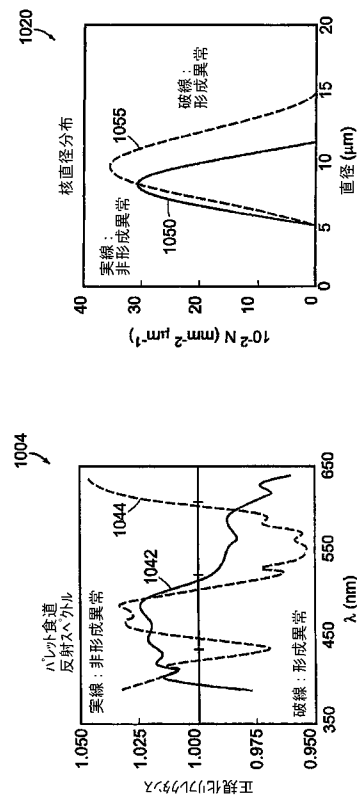 1004
バレット食道
反射スペクトル
実線：非形成異常
破線：形成異常
1042
1044
1.050
1.025
1.000
0.975
0.950
正規化リフレクタンス
350
450
550
650
λ (nm)
1020
核直径分布
実線：
非形成異常
破線：
形成異常
1050
1055
40
30
20
10
0
10⁻² N (mm⁻² μm⁻¹)
0
5
10
15
20
直径 (μm)